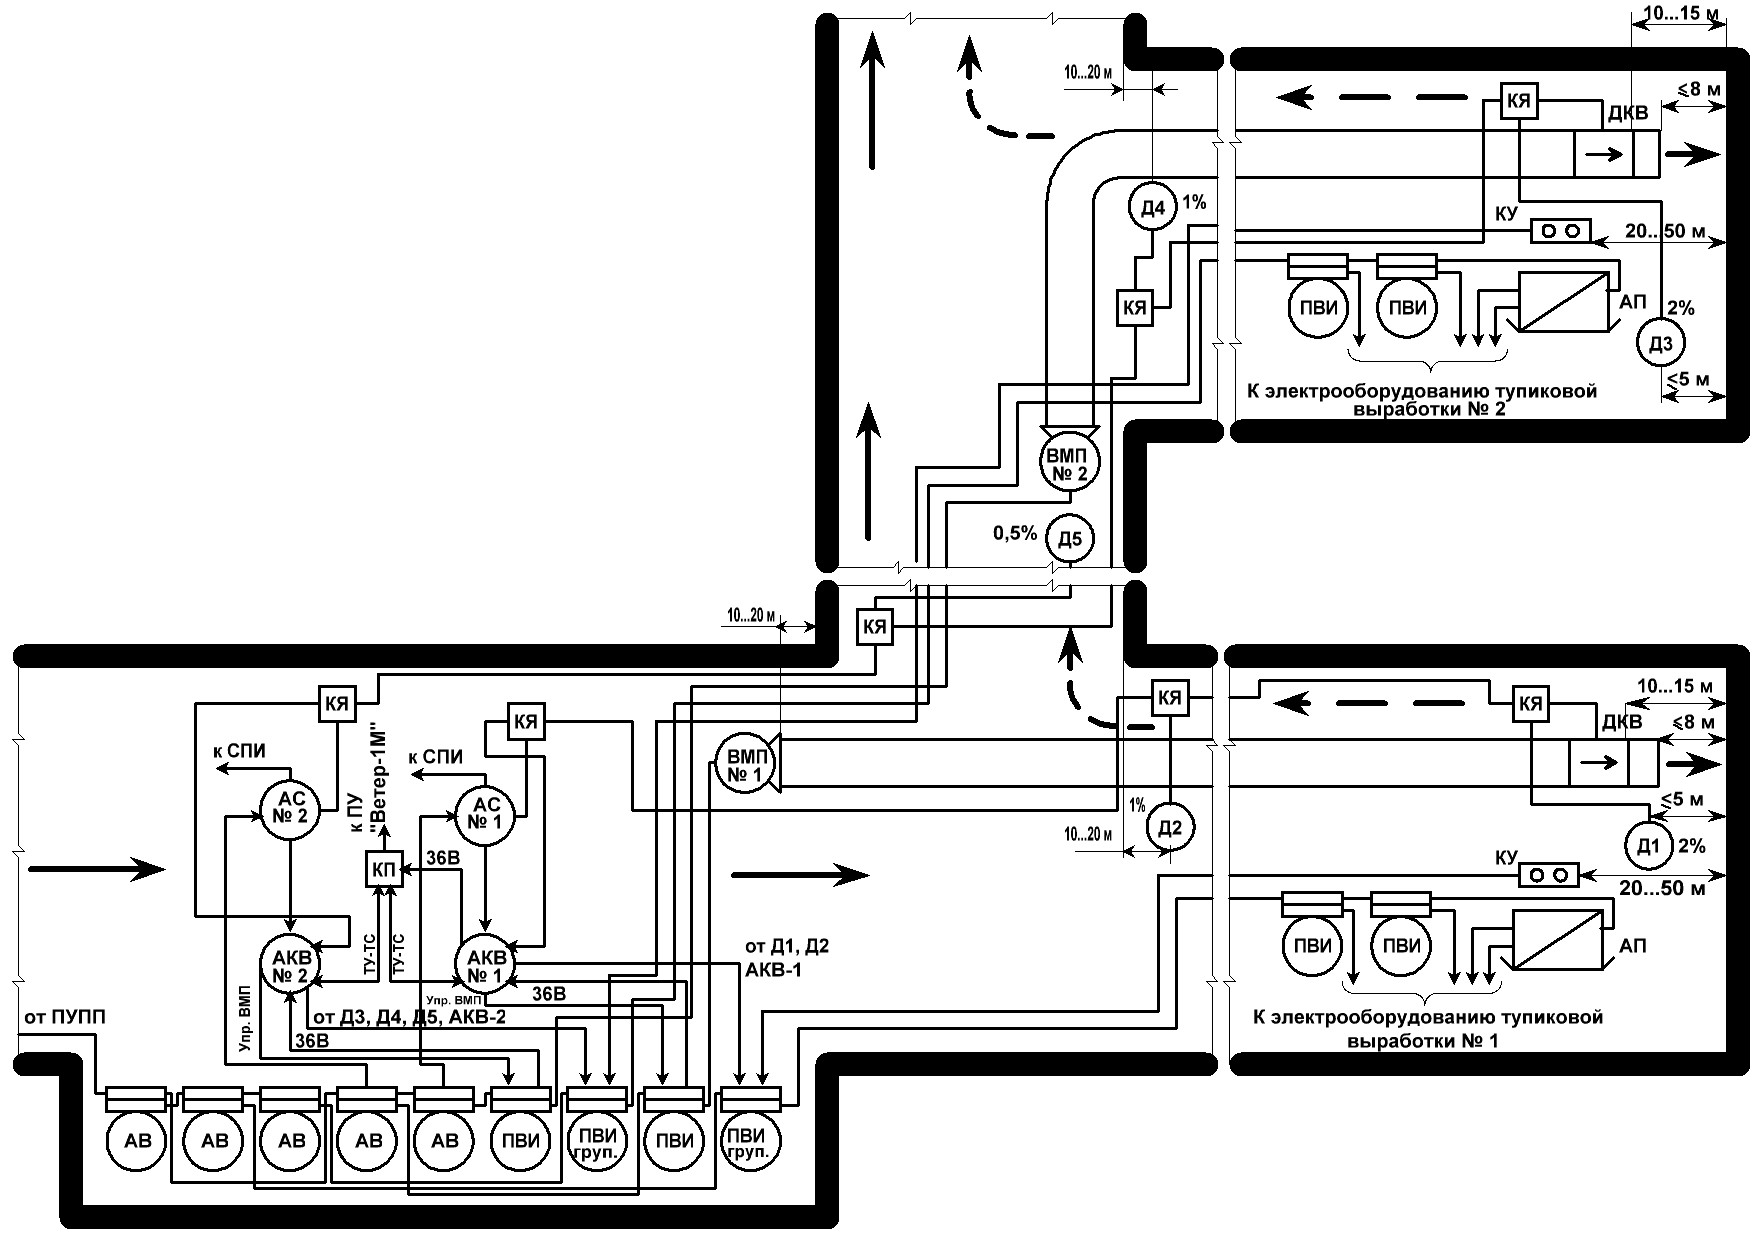 10...15 м
10...20 м
≤8 м
КЯ
ДКВ
Д4
1%
КУ
20...50 м
КЯ
ПВИ
ПВИ
АП
2%
Д3
≤5 м
К электрооборудованию тупиковой
выработки № 2
ВМП
№ 2
0,5%
Д5
10...20 м
КЯ
КЯ
КЯ
КЯ
КЯ
10...15 м
ДКВ
≤8 м
к СПИ
к ПУ
"Ветер-1М"
к СПИ
ВМП
№ 1
АС
№ 2
АС
№ 1
1%
Д2
10...20 м
≤5 м
Д1
2%
КП
36В
КУ
20...50 м
ТУ-ТС
ТУ-ТС
АКВ
№ 2
АКВ
№ 1
от Д1, Д2
АКВ-1
ПВИ
ПВИ
АП
Упр. ВМП
Упр. ВМП
36В
от ПУПП
от Д3, Д4, Д5, АКВ-2
36В
К электрооборудованию тупиковой
выработки № 1
АВ
АВ
АВ
АВ
АВ
ПВИ
ПВИ
груп.
ПВИ
ПВИ
груп.